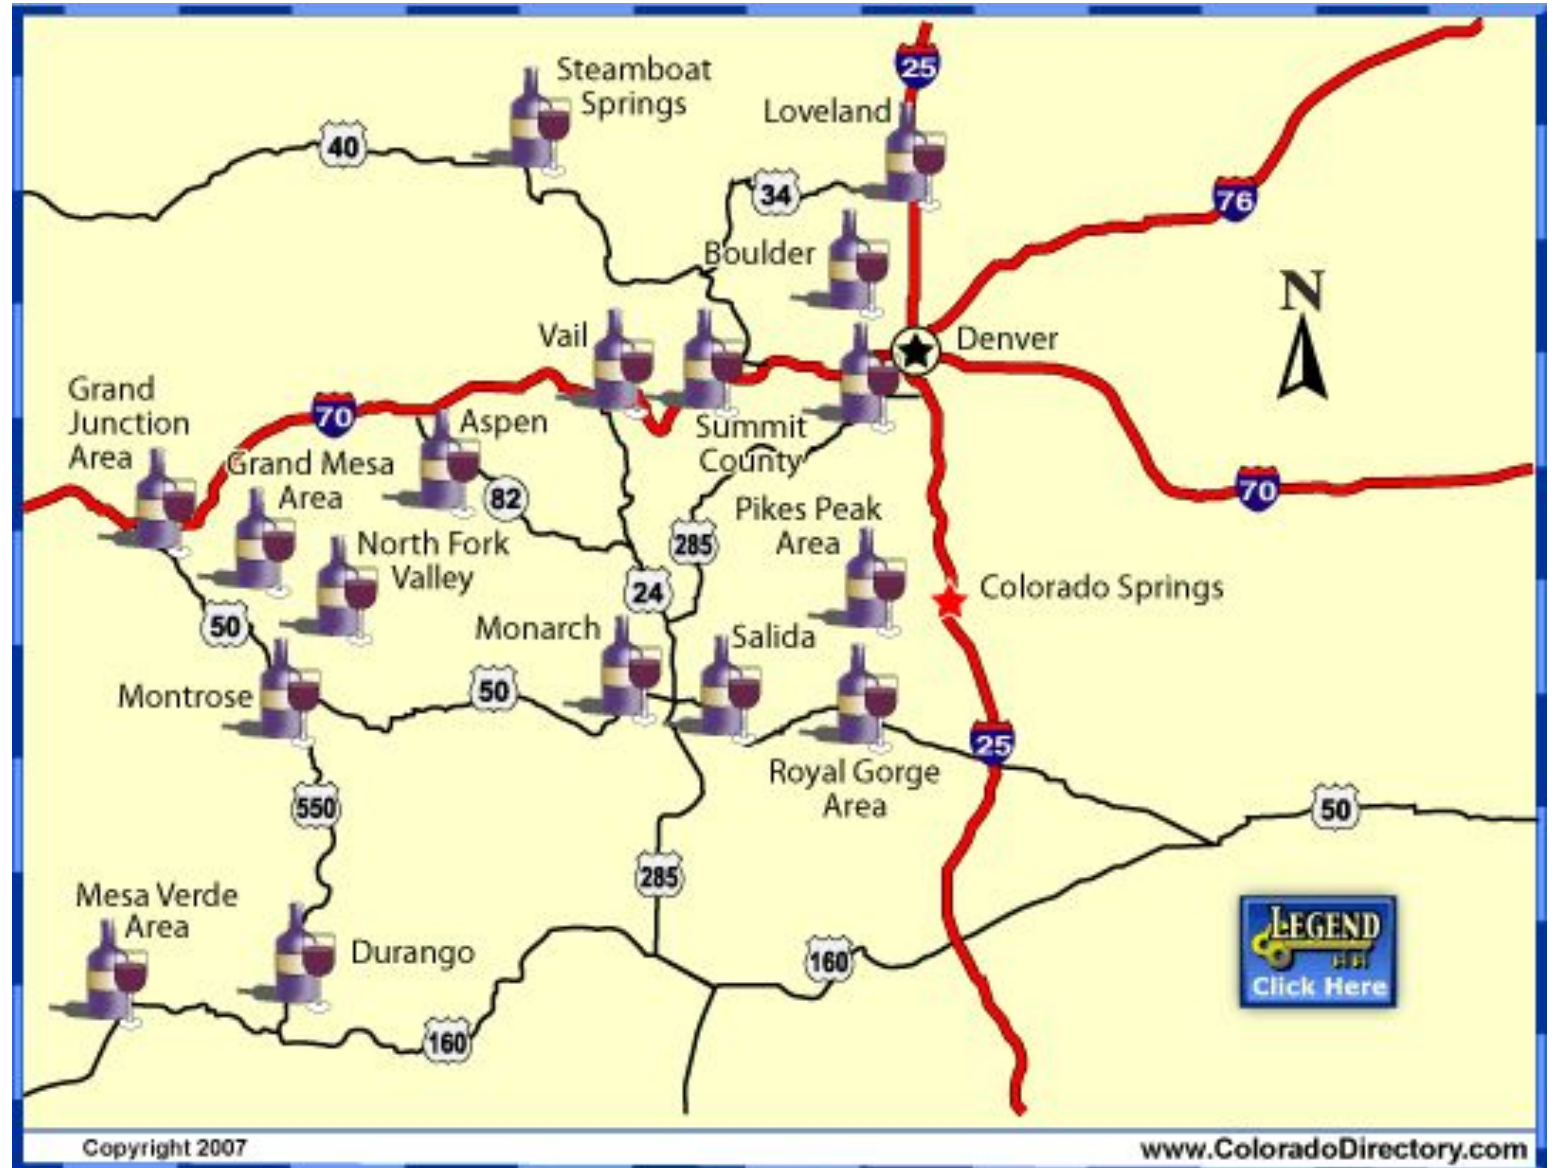 Steamboat
Springs
25
Loveland
40
34
76
Boulder
N
Vail
Denver
Grand
Junction
Area
70
Aspen
Summit
County
Grand Mesa
Area
82
70
Pikes Peak
Area
285
North Fork
Valley
24
Colorado Springs
50
Monarch
Salida
Montrose
50
25
Royal Gorge
Area
550
50
285
Mesa Verde
Area
Durango
160
LEGEND
Click Here
160
Copyright 2007
www.ColoradoDirectory.com